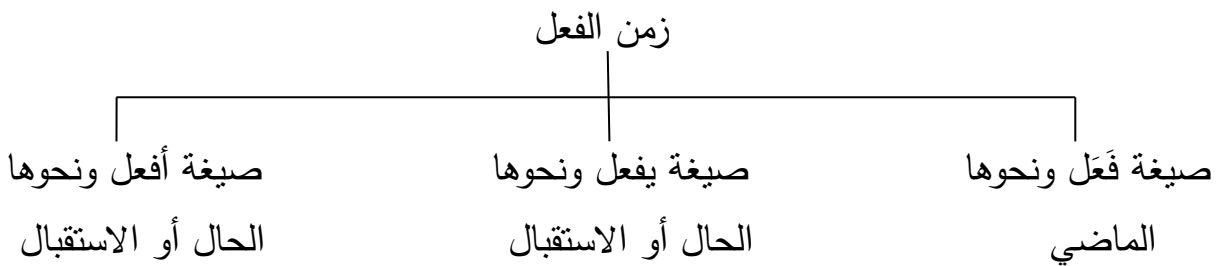 زمن الفعل
صيغة فَعَل ونحوها صيغة يفعل ونحوها صيغة أفعل ونحوها
الماضي الحال أو الاستقبال الحال أو الاستقبال